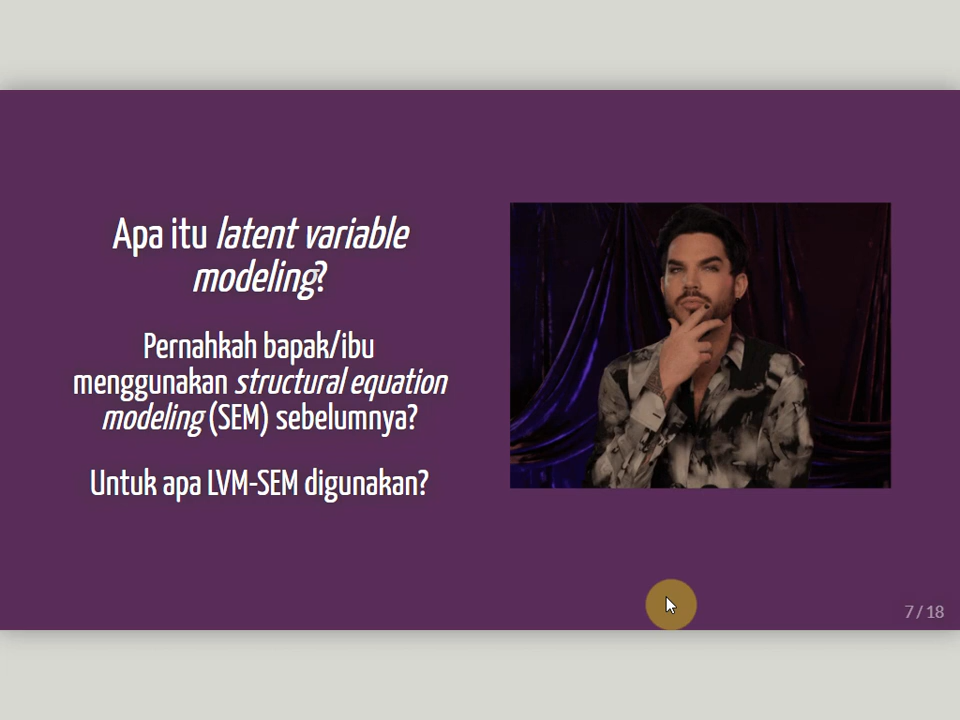 Apa itu latent variable
modeling?
Pernahkah bapak/ibu
menggunakan structural equation
modeling (SEM) sebelumnya?
Untuk apa LVM-SEM digunakan?
7 / 18